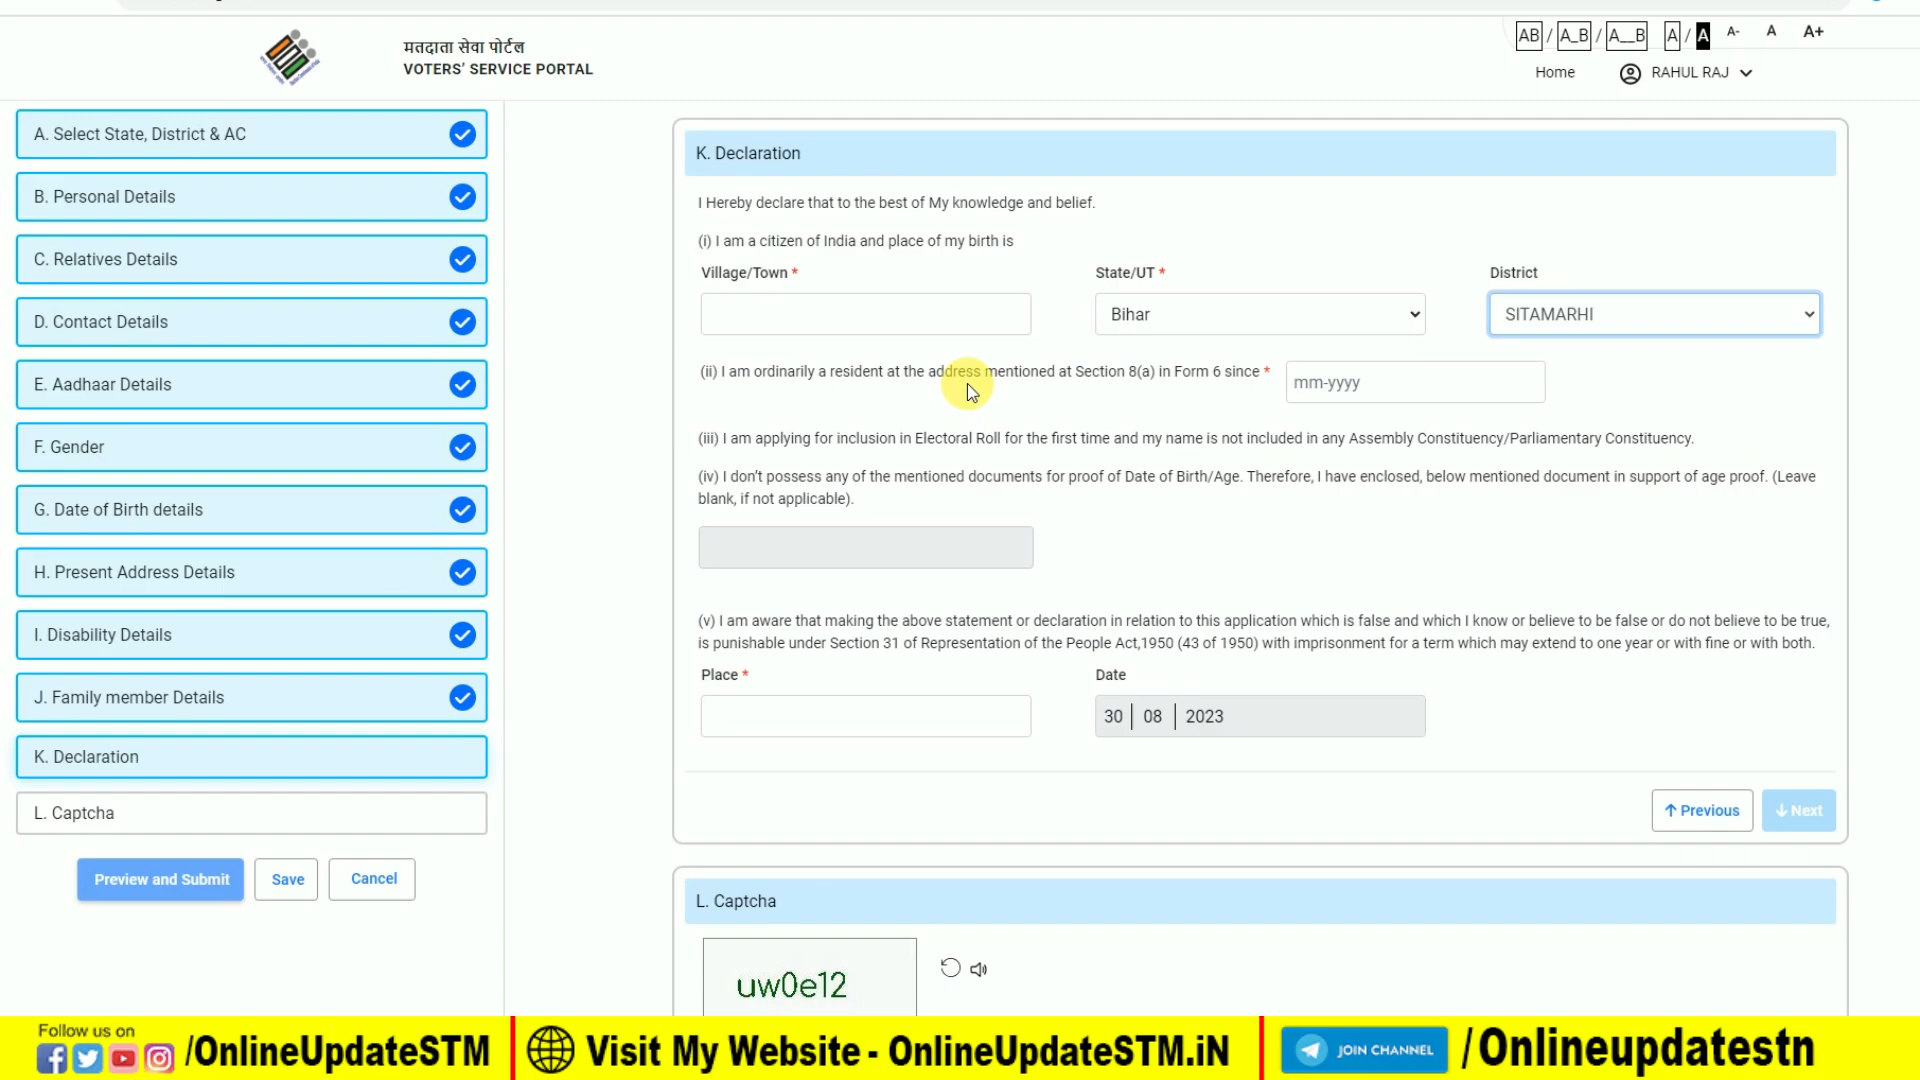 मतदाता सेवा पोर्टल
VOTERS' SERVICE PORTAL
AB / A_B / A__B A / A A- A A+
Home RAHUL RAJ
A. Select State, District & AC
B. Personal Details
C. Relatives Details
D. Contact Details
E. Aadhaar Details
F. Gender
G. Date of Birth details
H. Present Address Details
I. Disability Details
J. Family member Details
K. Declaration
L. Captcha
Preview and Submit Save Cancel
K. Declaration
I Hereby declare that to the best of My knowledge and belief.
(i) I am a citizen of India and place of my birth is
Village/Town * State/UT * District
Bihar SITAMARHI
(ii) I am ordinarily a resident at the address mentioned at Section 8(a) in Form 6 since * mm-yyyy
(iii) I am applying for inclusion in Electoral Roll for the first time and my name is not included in any Assembly Constituency/Parliamentary Constituency.
(iv) I don't possess any of the mentioned documents for proof of Date of Birth/Age. Therefore, I have enclosed, below mentioned document in support of age proof. (Leave
blank, if not applicable).
(v) I am aware that making the above statement or declaration in relation to this application which is false and which I know or believe to be false or do not believe to be true,
is punishable under Section 31 of Representation of the People Act,1950 (43 of 1950) with imprisonment for a term which may extend to one year or with fine or with both.
Place * Date
30 08 2023
Previous Next
L. Captcha
uw0e12
Follow us on
/OnlineUpdateSTM Visit My Website - OnlineUpdateSTM.iN JOIN CHANNEL /Onlineupdatestn